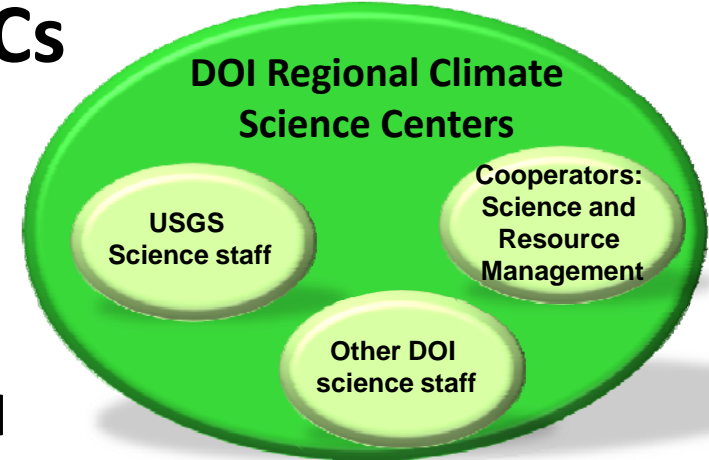 Cs
DOI Regional Climate
Science Centers
USGS
Science staff
Cooperators:
Science and
Resource
Management
Other DOI
science staff